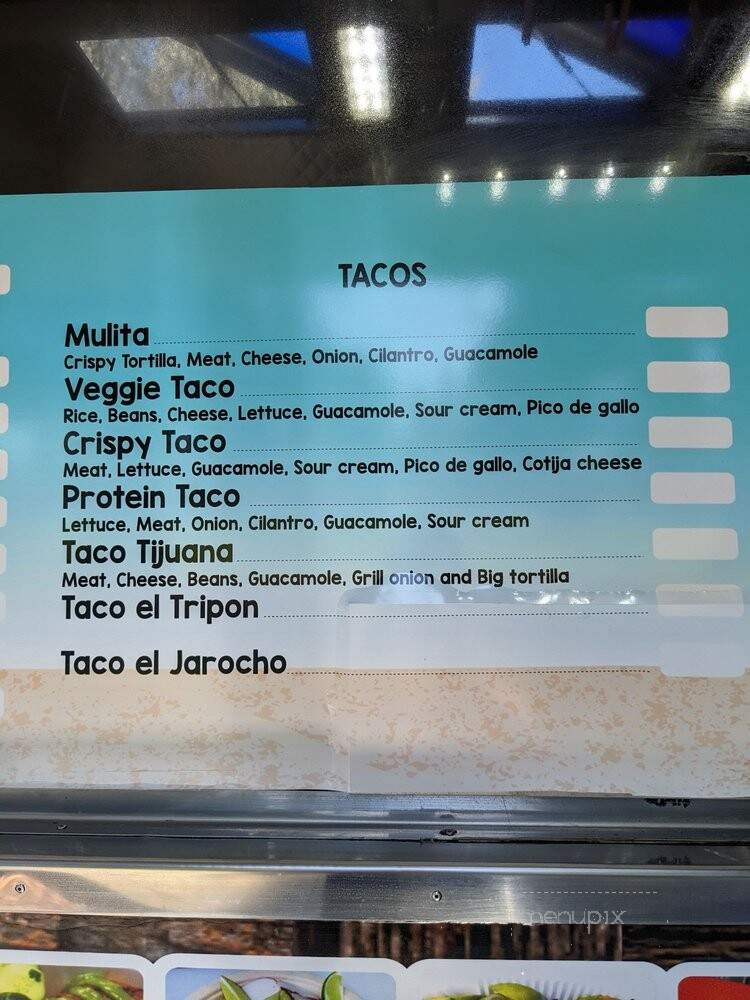 TACOS
Mulita
Crispy Tortilla, Meat, Cheese, Onion, Cilantro, Guacamole
Veggie Taco
Rice, Beans, Cheese, Lettuce, Guacamole, Sour cream, Pico de gallo
Crispy Taco
Meat, Lettuce, Guacamole, Sour cream, Pico de gallo, Cotija cheese
Protein Taco
Lettuce, Meat, Onion, Cilantro, Guacamole, Sour cream
Taco Tijuana
Meat, Cheese, Beans, Guacamole, Grill onion and Big tortilla
Taco el Tripon
Taco el Jarocho
menupix